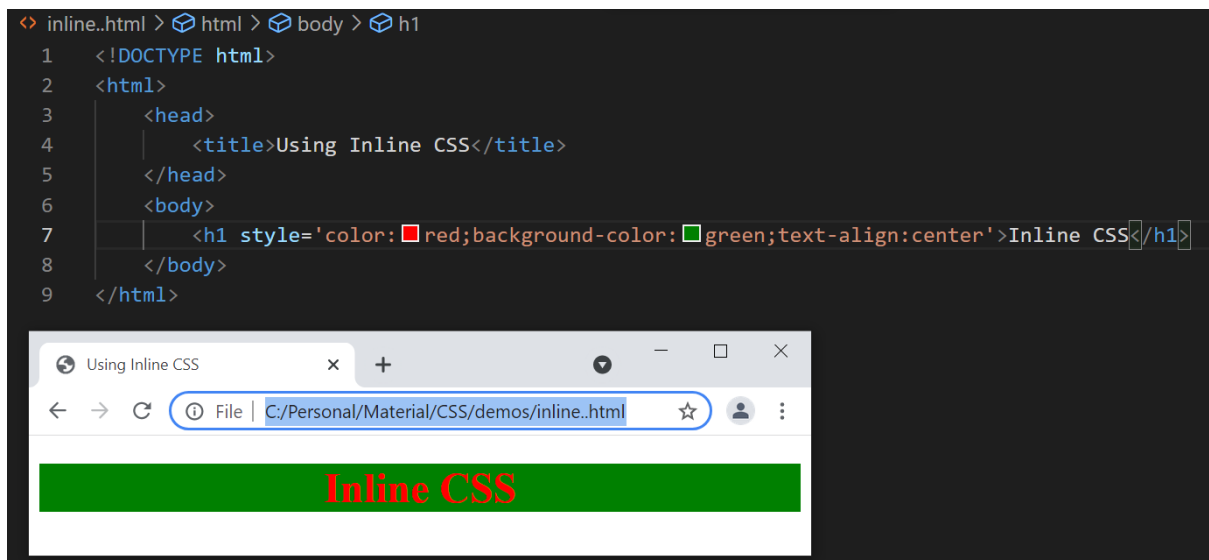 inline..html > html > body > h1
1 <!DOCTYPE html>
2 <html>
3 <head>
4 <title>Using Inline CSS</title>
5 </head>
6 <body>
7 <h1 style='color:red;background-color:green;text-align:center'>Inline CSS</h1>
8 </body>
9 </html>
Using Inline CSS
File | C:/Personal/Material/CSS/demos/inline..html
Inline CSS